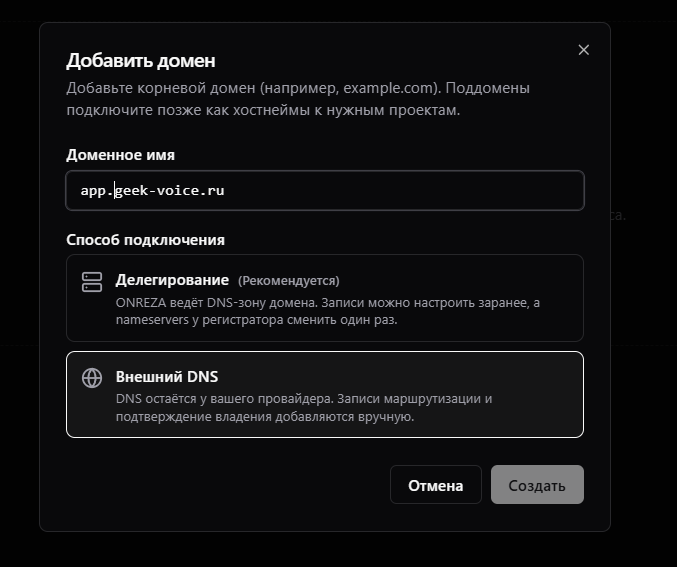 Добавить домен
Добавьте корневой домен (например, example.com). Поддомены
подключите позже как хостнеймы к нужным проектам.
Доменное имя
app.geek-voice.ru
са.
Способ подключения
Делегирование (Рекомендуется)
ONREZA ведёт DNS-зону домена. Записи можно настроить заранее, а
nameservers у регистратора сменить один раз.
Внешний DNS
DNS остаётся у вашего провайдера. Записи маршрутизации и
подтверждение владения добавляются вручную.
Отмена
Создать